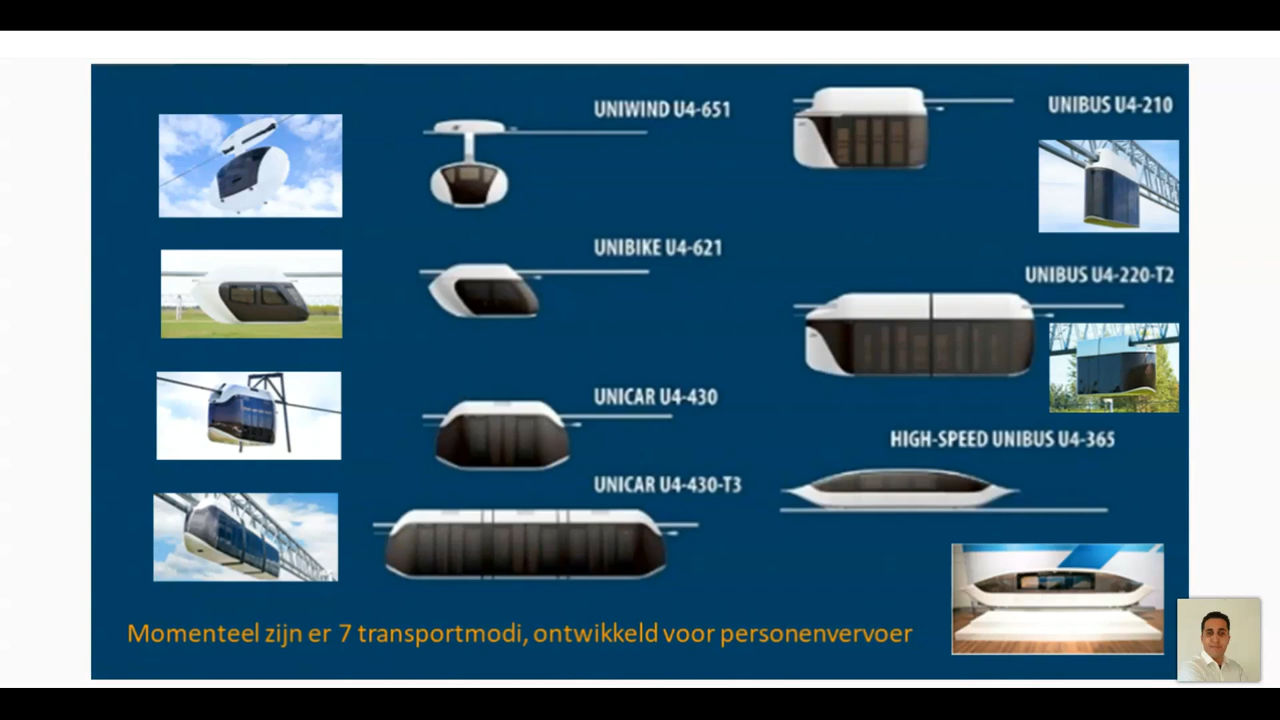 UNIWIND U4-651
UNIBIKE U4-621
UNICAR U4-430
UNICAR U4-430-T3
UNIBUS U4-210
UNIBUS U4-220-T2
HIGH-SPEED UNIBUS U4-365
Momenteel zijn er 7 transportmodi, ontwikkeld voor personenvervoer